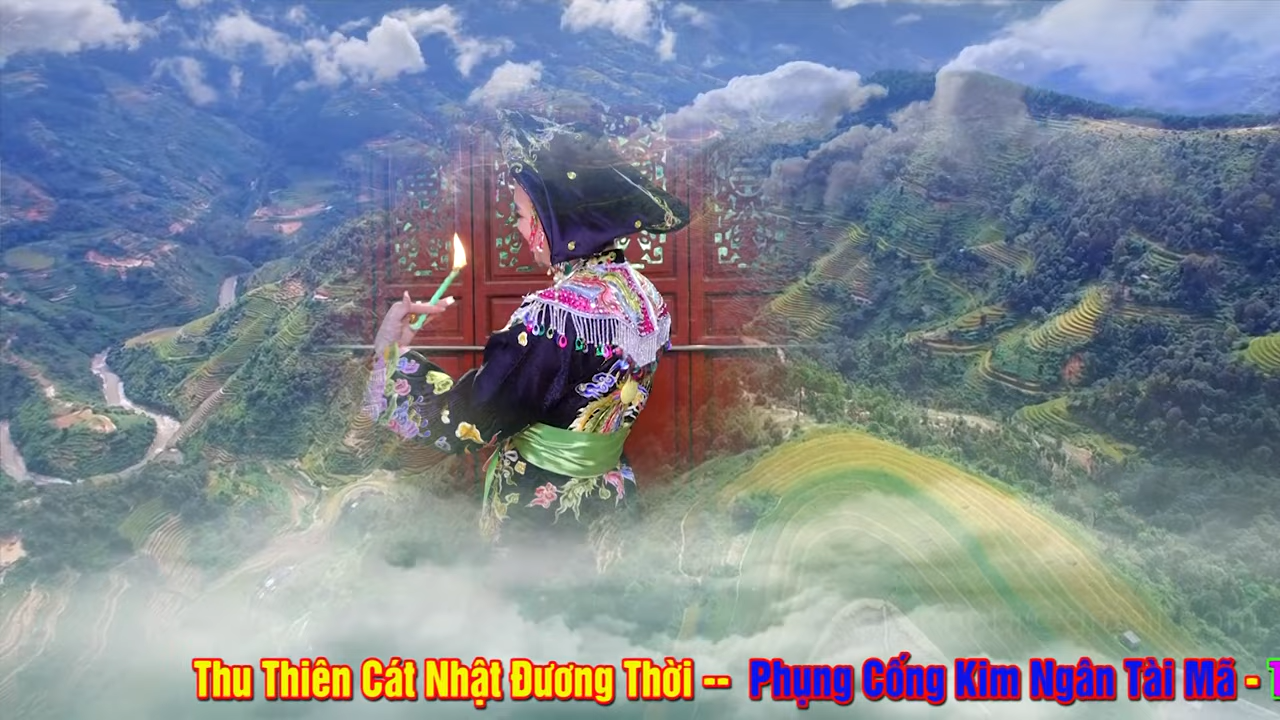 Thu Thiên Cát Nhật Đương Thời -- Phụng Cống Kim Ngân Tài Mã -